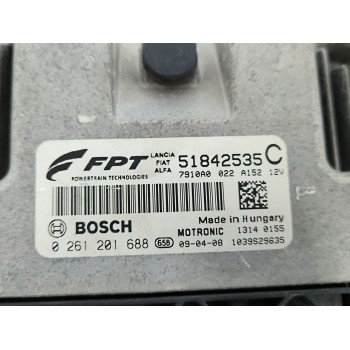 FPT
POWERTRAIN TECHNOLOGIES
LANCIA
FIAT
ALFA
51842535 C
7910A0 022 A152 12V
BOSCH
Made in Hungary
MOTRONIC 1314 0155
0 261 201 688 656 09-04-08 1039S29635